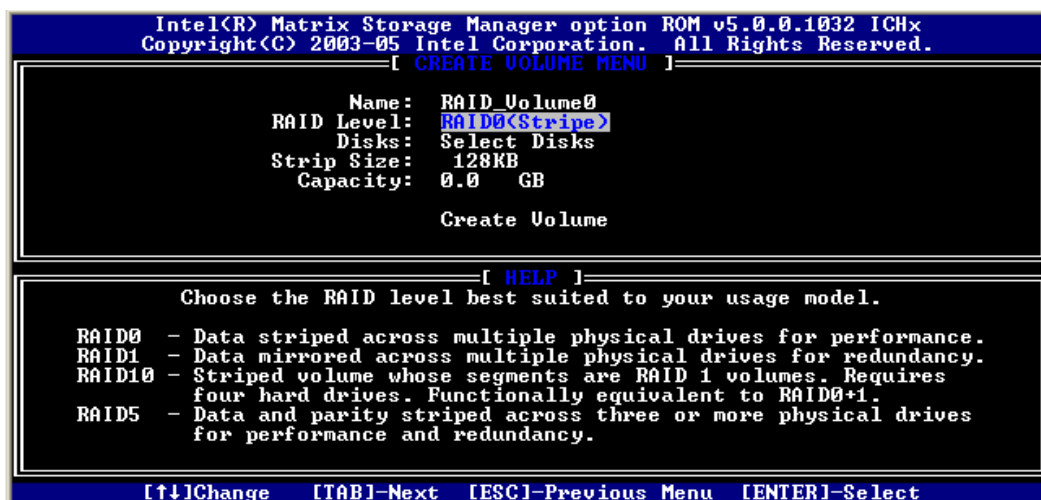 Intel(R) Matrix Storage Manager option ROM v5.0.0.1032 ICHx
Copyright(C) 2003-05 Intel Corporation.  All Rights Reserved.
[ CREATE VOLUME MENU ]
Name: RAID_Volume0
RAID Level: RAID0(Stripe)
Disks: Select Disks
Strip Size: 128KB
Capacity: 0.0 GB
Create Volume
[ HELP ]
Choose the RAID level best suited to your usage model.
RAID0 - Data striped across multiple physical drives for performance.
RAID1 - Data mirrored across multiple physical drives for redundancy.
RAID10 - Striped volume whose segments are RAID 1 volumes. Requires
four hard drives. Functionally equivalent to RAID0+1.
RAID5 - Data and parity striped across three or more physical drives
for performance and redundancy.
[↑↓]Change [TAB]-Next [ESC]-Previous Menu [ENTER]-Select